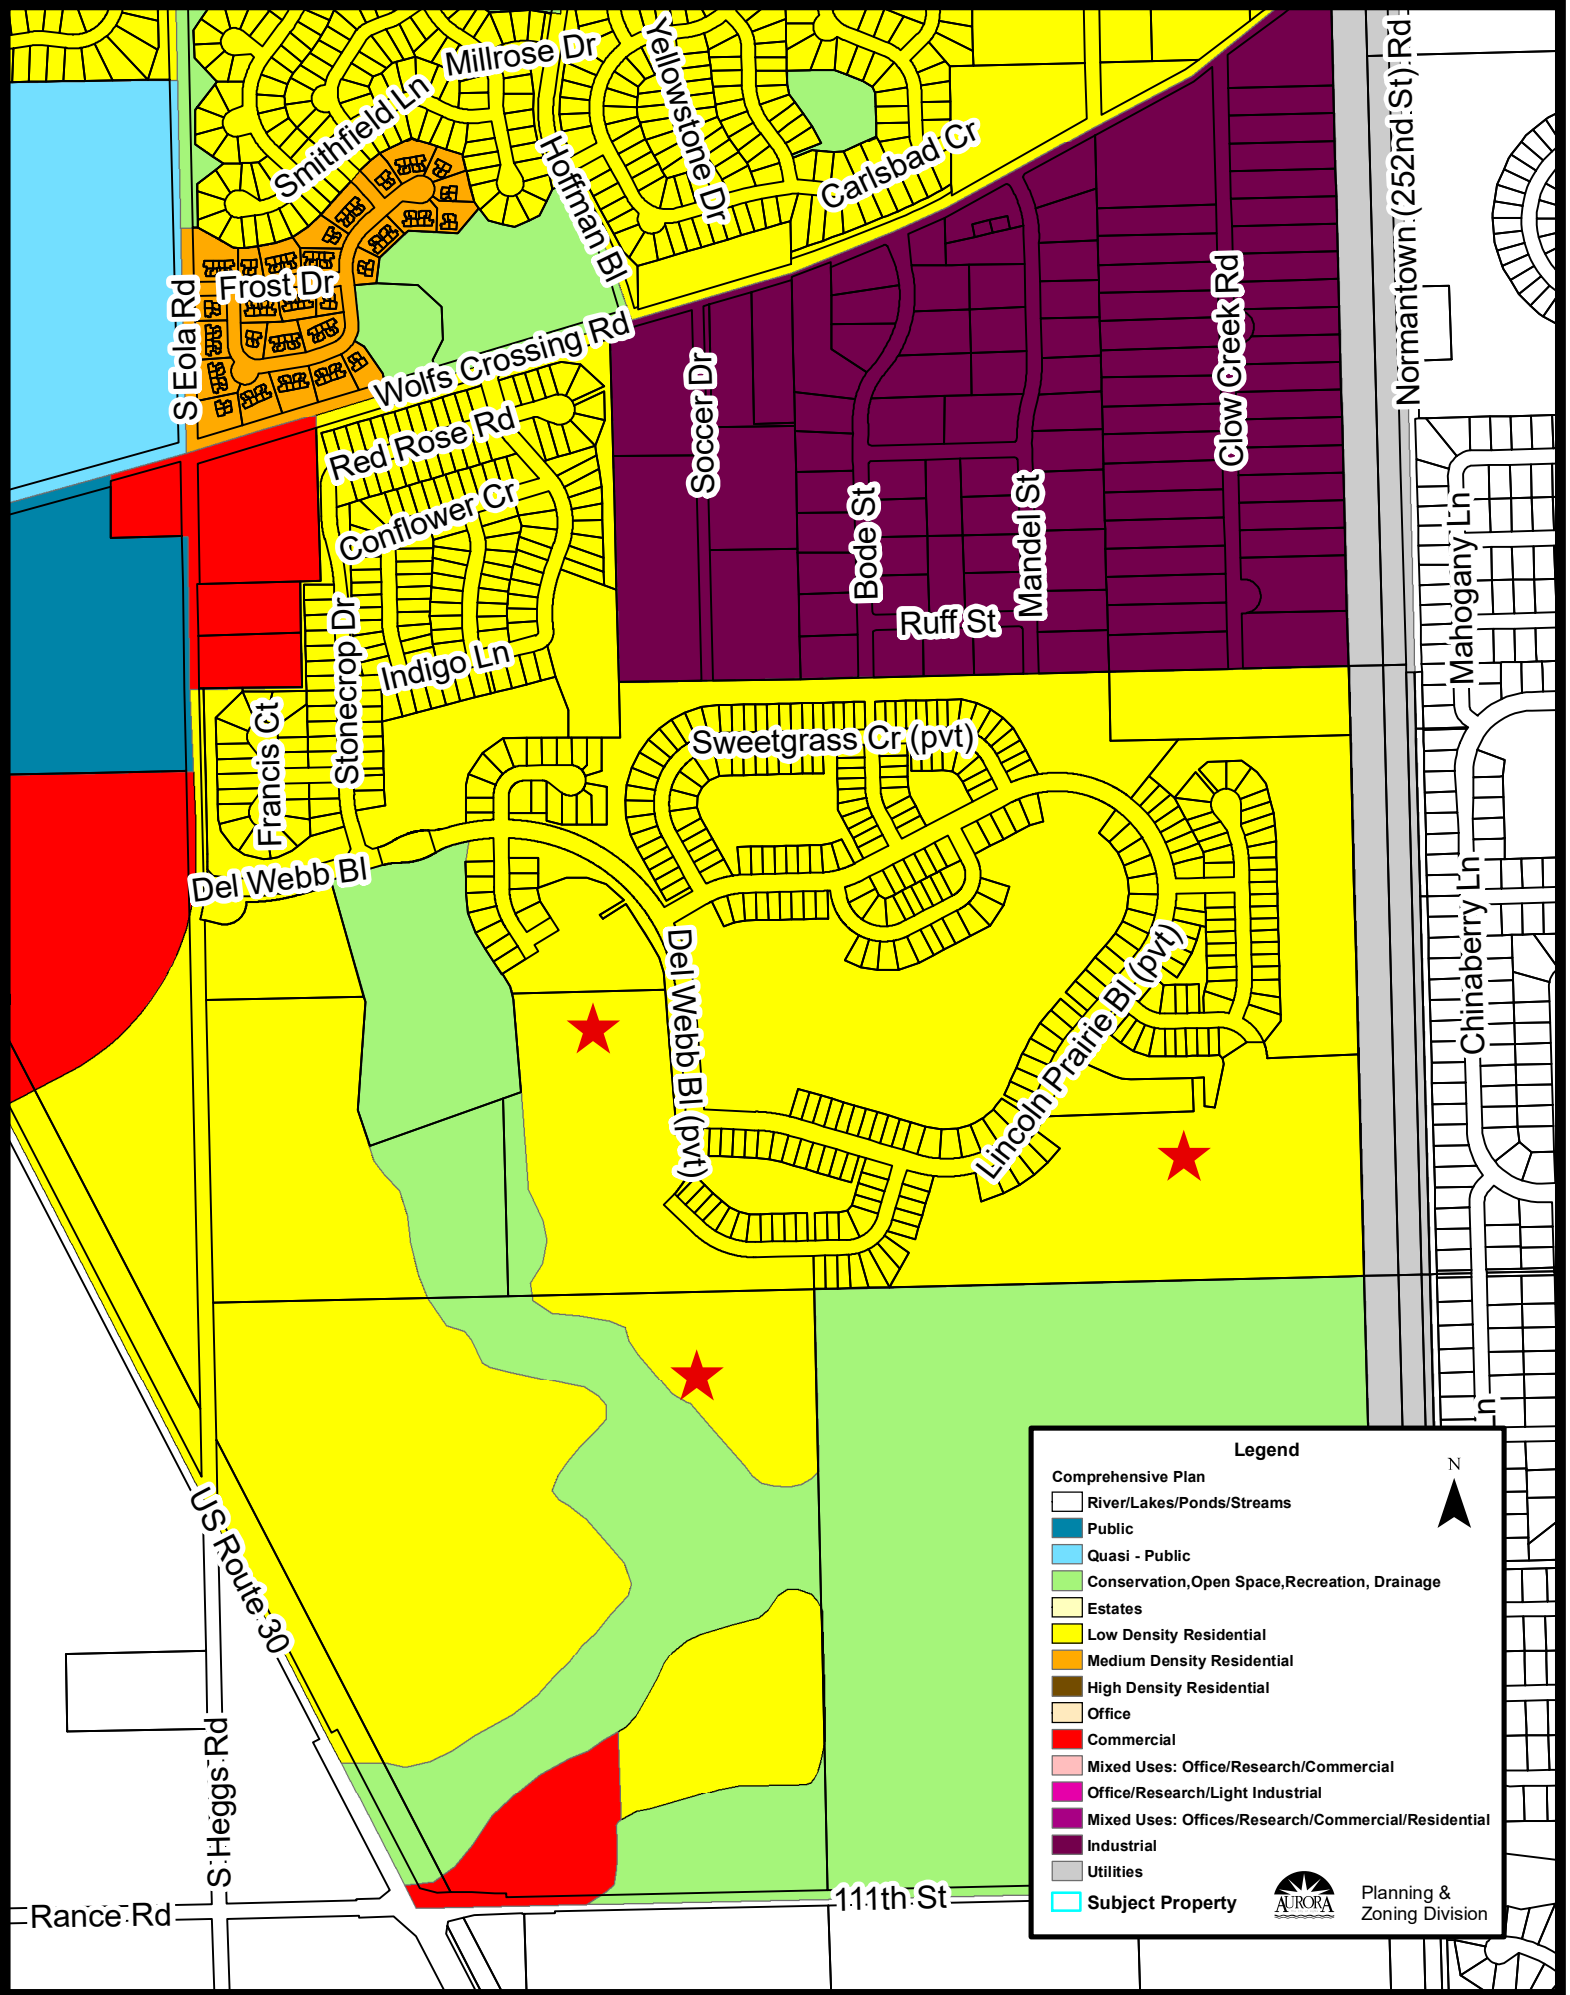 Millrose Dr
Yellowstone Dr
Normantown (252nd St) Rd
Smithfield Ln
Hoffman Bl
Carlsbad Cr
S Eola Rd
Frost Dr
Wolfs Crossing Rd
Soccer Dr
Clow Creek Rd
Red Rose Rd
Conflower Cr
Bode St
Mandel St
Mahogany Ln
Ruff St
Stonecrop Dr
Indigo Ln
Francis Ct
Sweetgrass Cr (pvt)
Del Webb Bl
Chinaberry Ln
Del Webb Bl (pvt)
Lincoln Prairie Bl (pvt)
Ln
US Route 30
S Heggs Rd
Rance Rd
111th St
Legend
N
Comprehensive Plan
River/Lakes/Ponds/Streams
Public
Quasi - Public
Conservation,Open Space,Recreation, Drainage
Estates
Low Density Residential
Medium Density Residential
High Density Residential
Office
Commercial
Mixed Uses: Office/Research/Commercial
Office/Research/Light Industrial
Mixed Uses: Offices/Research/Commercial/Residential
Industrial
Utilities
Subject Property
AURORA
Planning &
Zoning Division